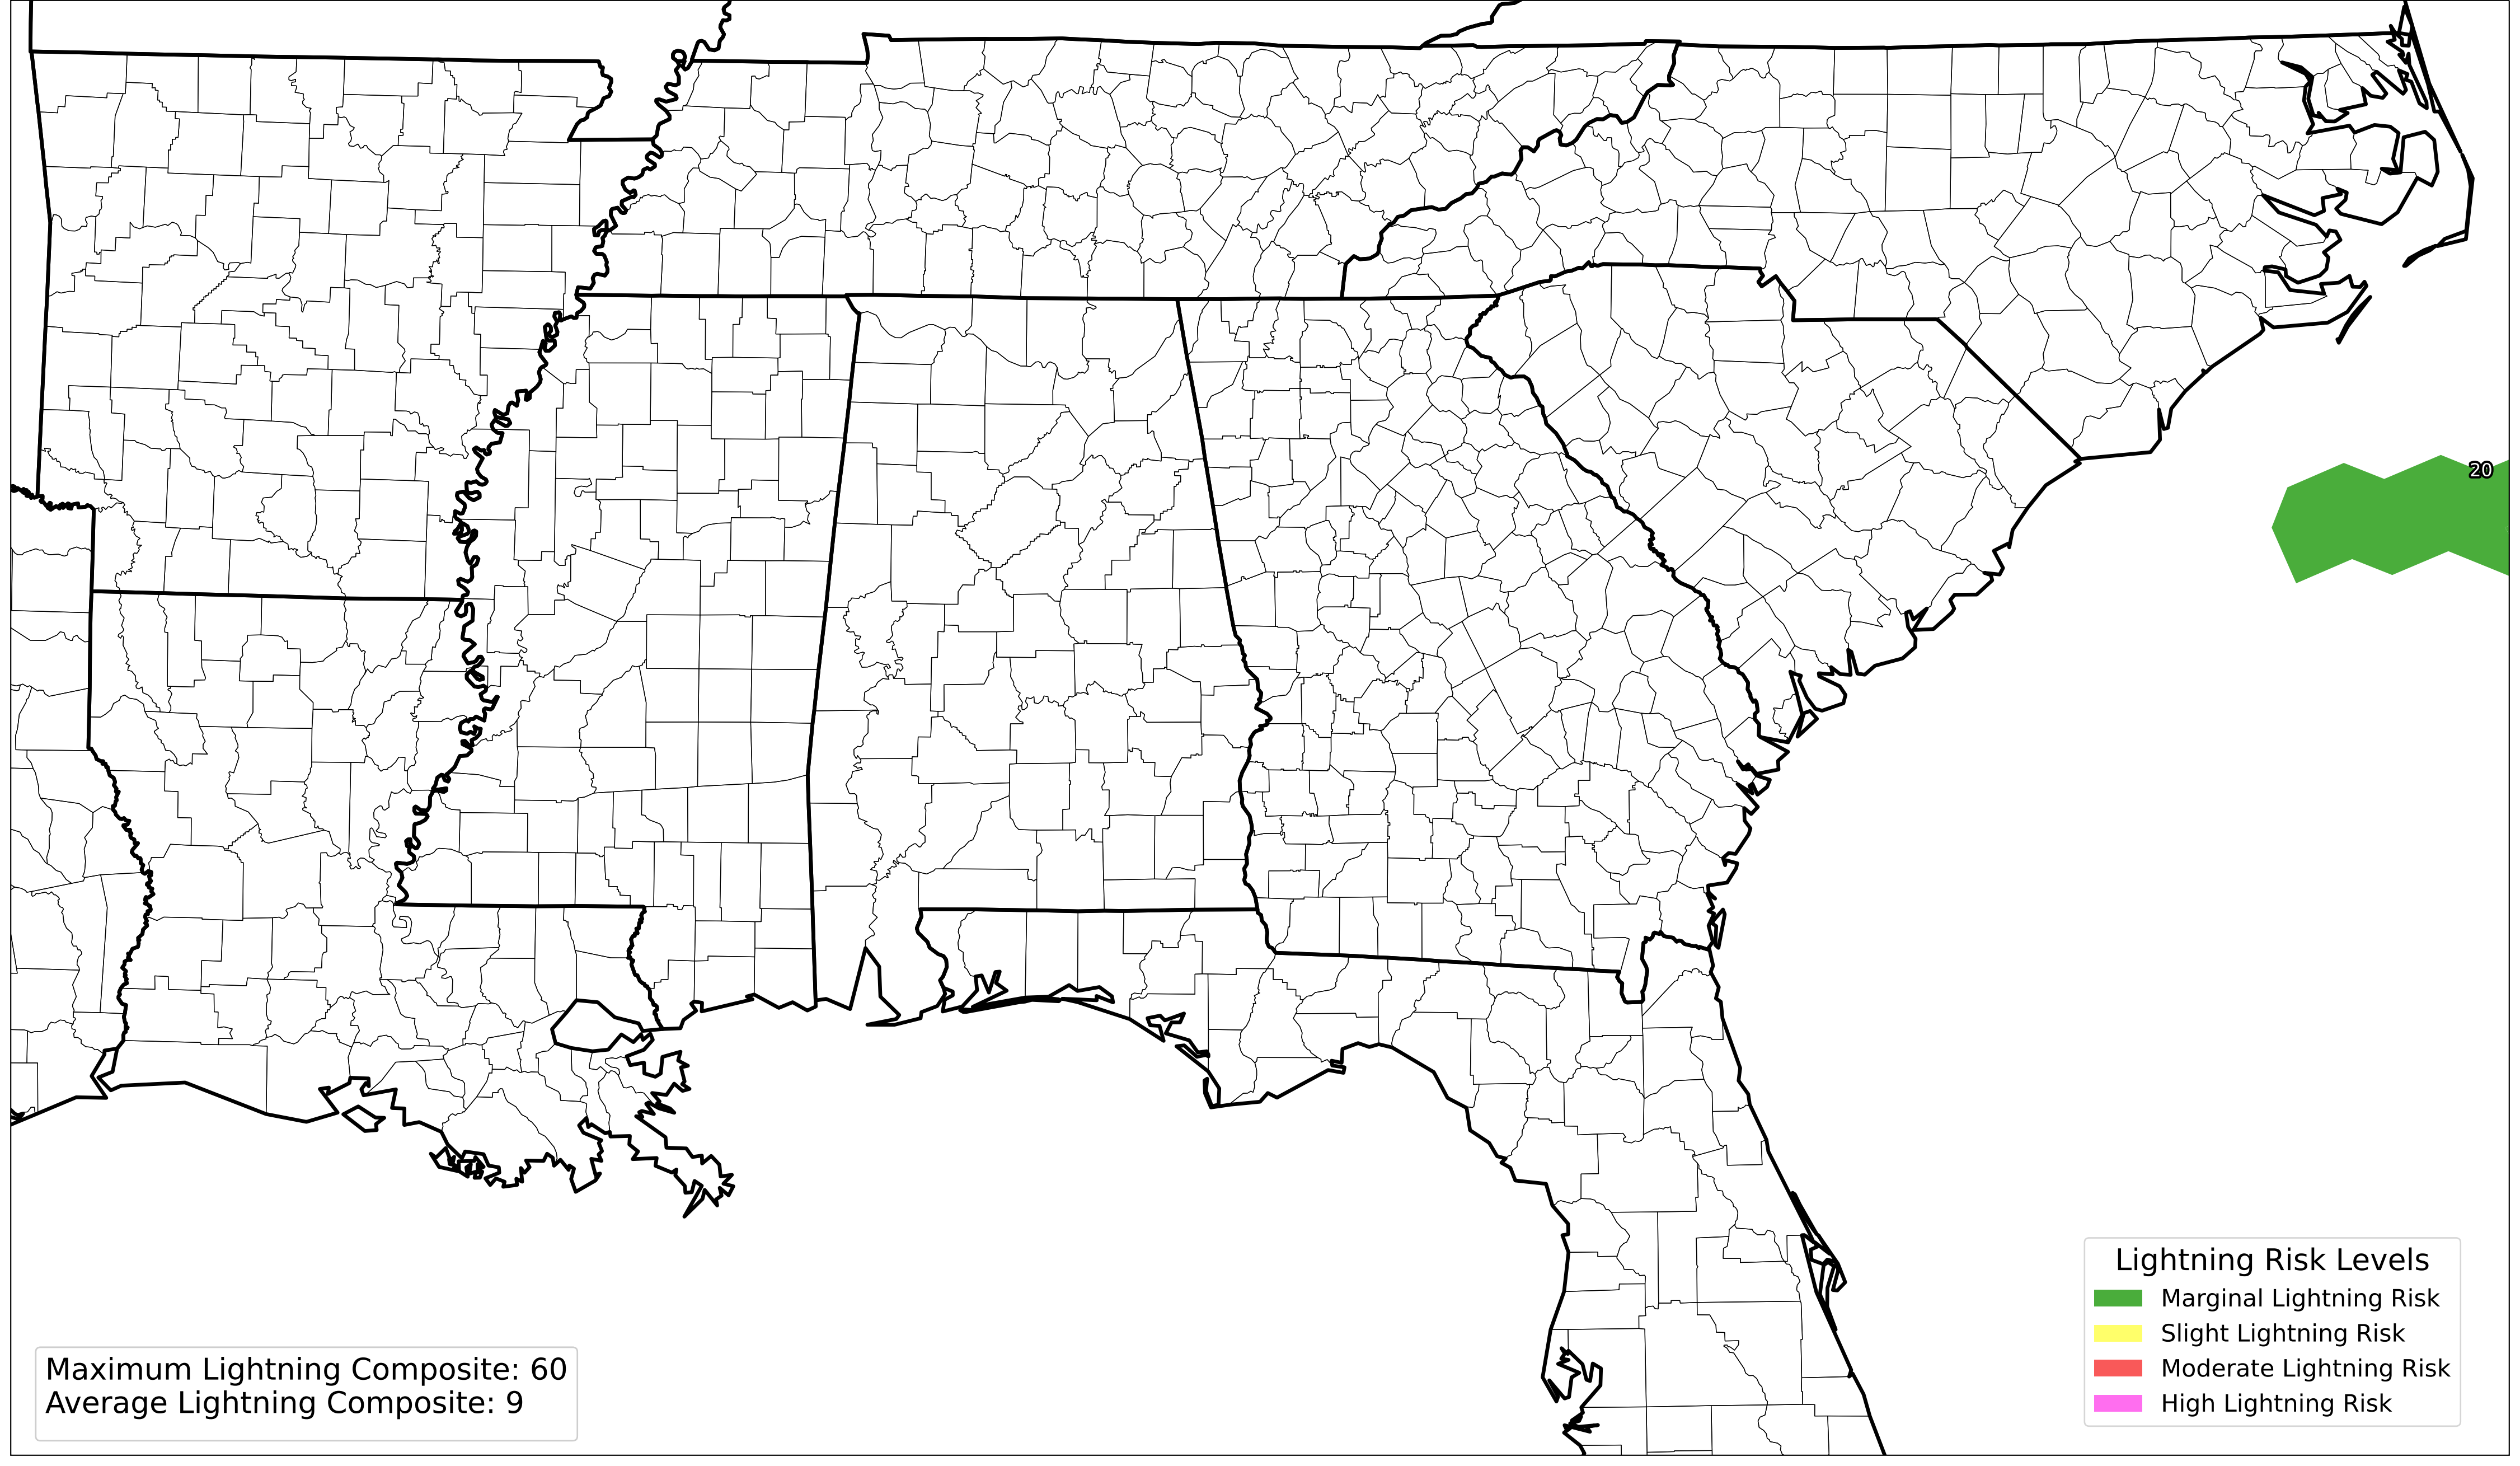 20
Lightning Risk Levels
Marginal Lightning Risk
Slight Lightning Risk
Moderate Lightning Risk
High Lightning Risk
Maximum Lightning Composite: 60
Average Lightning Composite: 9